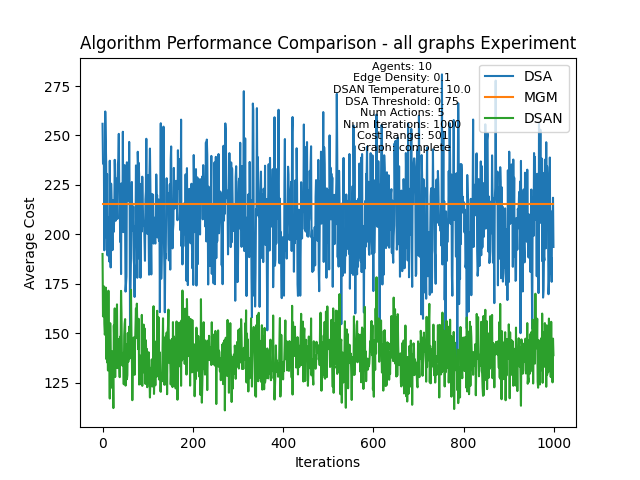 Algorithm Performance Comparison - all graphs Experiment
Agents: 10
Edge Density: 0.1
DSAN Temperature: 10.0
DSA Threshold: 0.75
Num Actions: 5
Num Iterations: 1000
Cost Range: 501
Graph: complete
DSA
MGM
DSAN
Average Cost
275
250
225
200
175
150
125
0
200
400
600
800
1000
Iterations